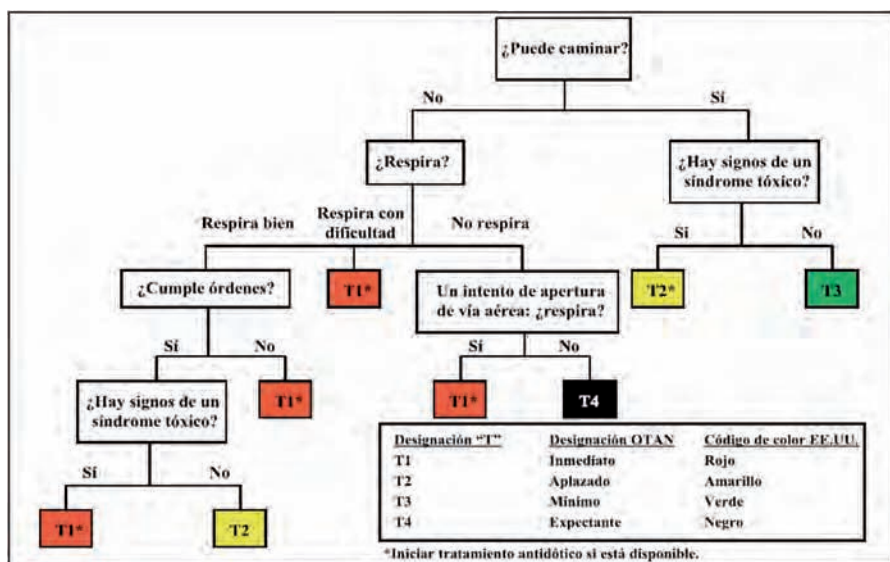 ¿Puede caminar?
No
Sí
¿Respira?
¿Hay signos de un
síndrome tóxico?
Respira bien
Respira con
dificultad
No respira
Sí
No
¿Cumple órdenes?
T1*
Un intento de apertura
de vía aérea: ¿respira?
T2*
T3
Sí
No
Sí
No
¿Hay signos de un
síndrome tóxico?
T1*
T1*
T4
Sí
No
T1*
T2
Designación “T” Designación OTAN Código de color EE.UU.
T1 Inmediato Rojo
T2 Aplazado Amarillo
T3 Mínimo Verde
T4 Expectante Negro
*Iniciar tratamiento antidótico si está disponible.